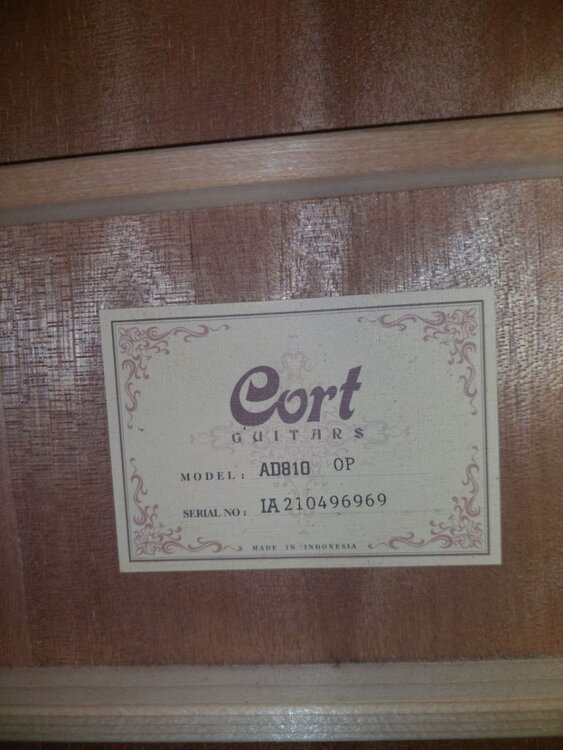 Cort
GUITARS
MODEL: AD810 OP
SERIAL NO: IA210496969
MADE IN INDONESIA